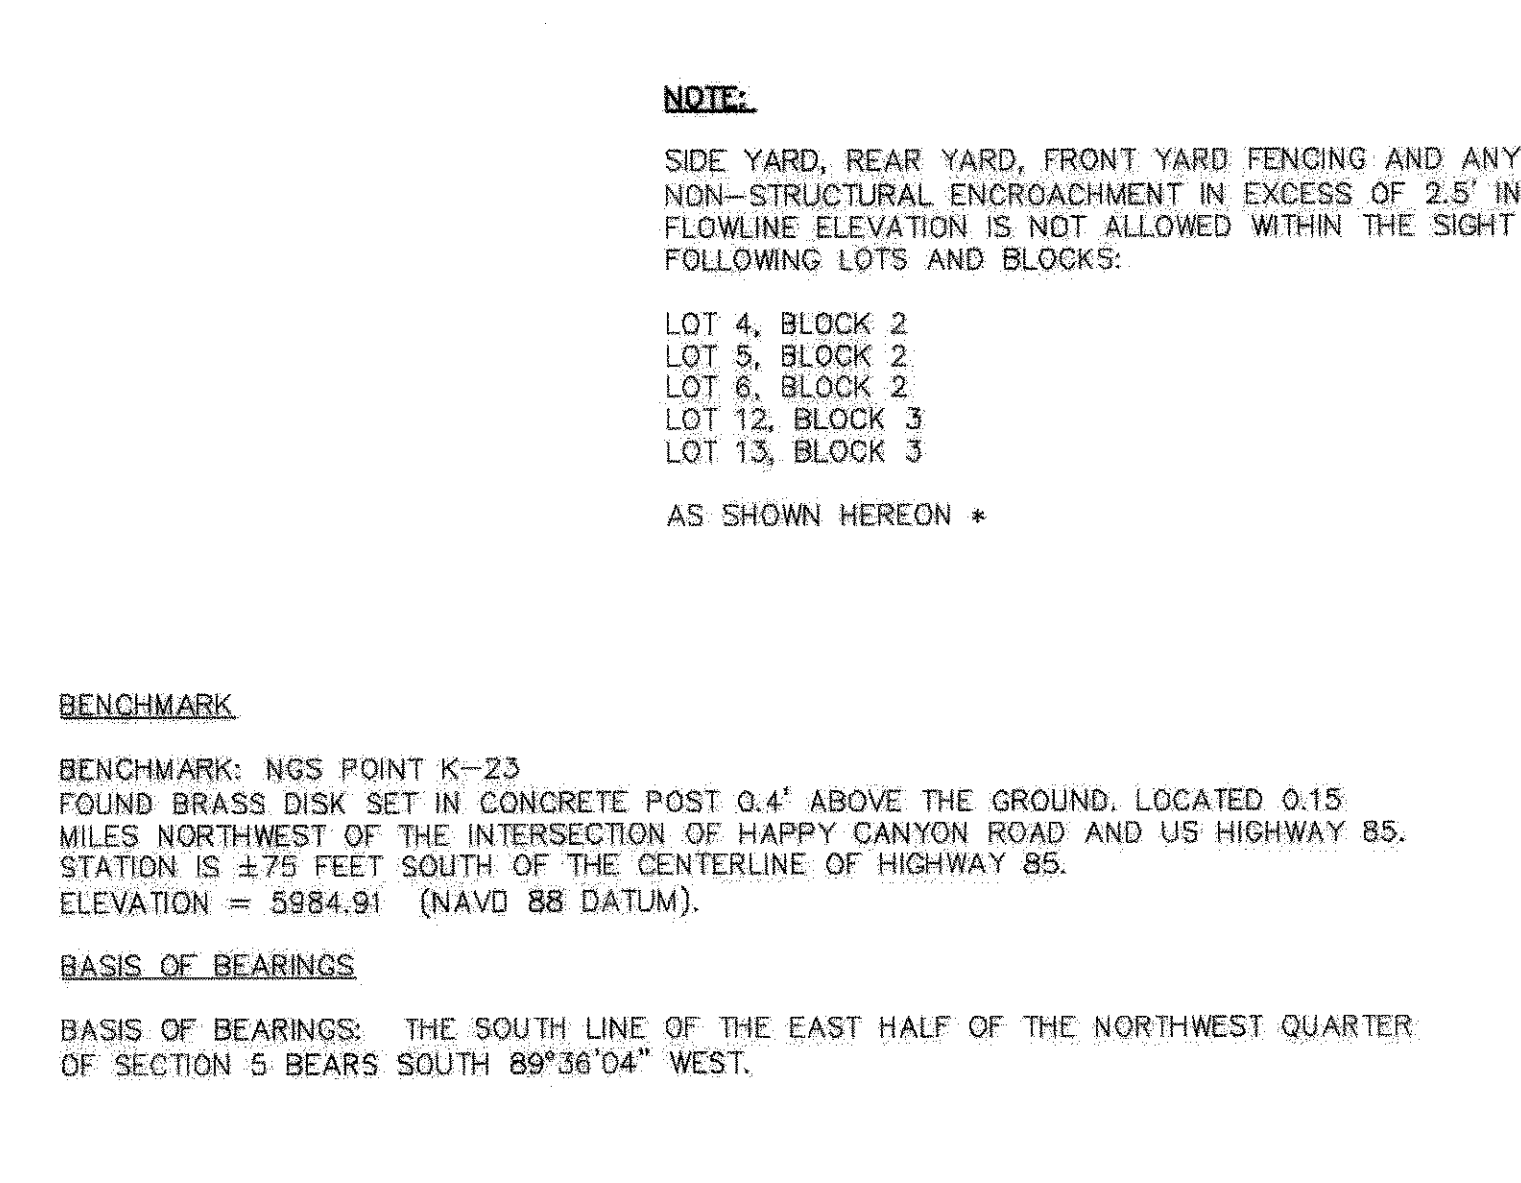 NOTE:
SIDE YARD, REAR YARD, FRONT YARD FENCING AND ANY
NON-STRUCTURAL ENCROACHMENT IN EXCESS OF 2.5' IN
FLOWLINE ELEVATION IS NOT ALLOWED WITHIN THE SIGHT
FOLLOWING LOTS AND BLOCKS:
LOT 4, BLOCK 2
LOT 5, BLOCK 2
LOT 6, BLOCK 2
LOT 12, BLOCK 3
LOT 13, BLOCK 3
AS SHOWN HEREON *
BENCHMARK
BENCHMARK: NGS POINT K-23
FOUND BRASS DISK SET IN CONCRETE POST 0.4' ABOVE THE GROUND. LOCATED 0.15
MILES NORTHWEST OF THE INTERSECTION OF HAPPY CANYON ROAD AND US HIGHWAY 85.
STATION IS ±75 FEET SOUTH OF THE CENTERLINE OF HIGHWAY 85.
ELEVATION = 5984.91 (NAVD 88 DATUM).
BASIS OF BEARINGS
BASIS OF BEARINGS: THE SOUTH LINE OF THE EAST HALF OF THE NORTHWEST QUARTER
OF SECTION 5 BEARS SOUTH 89°36'04" WEST.